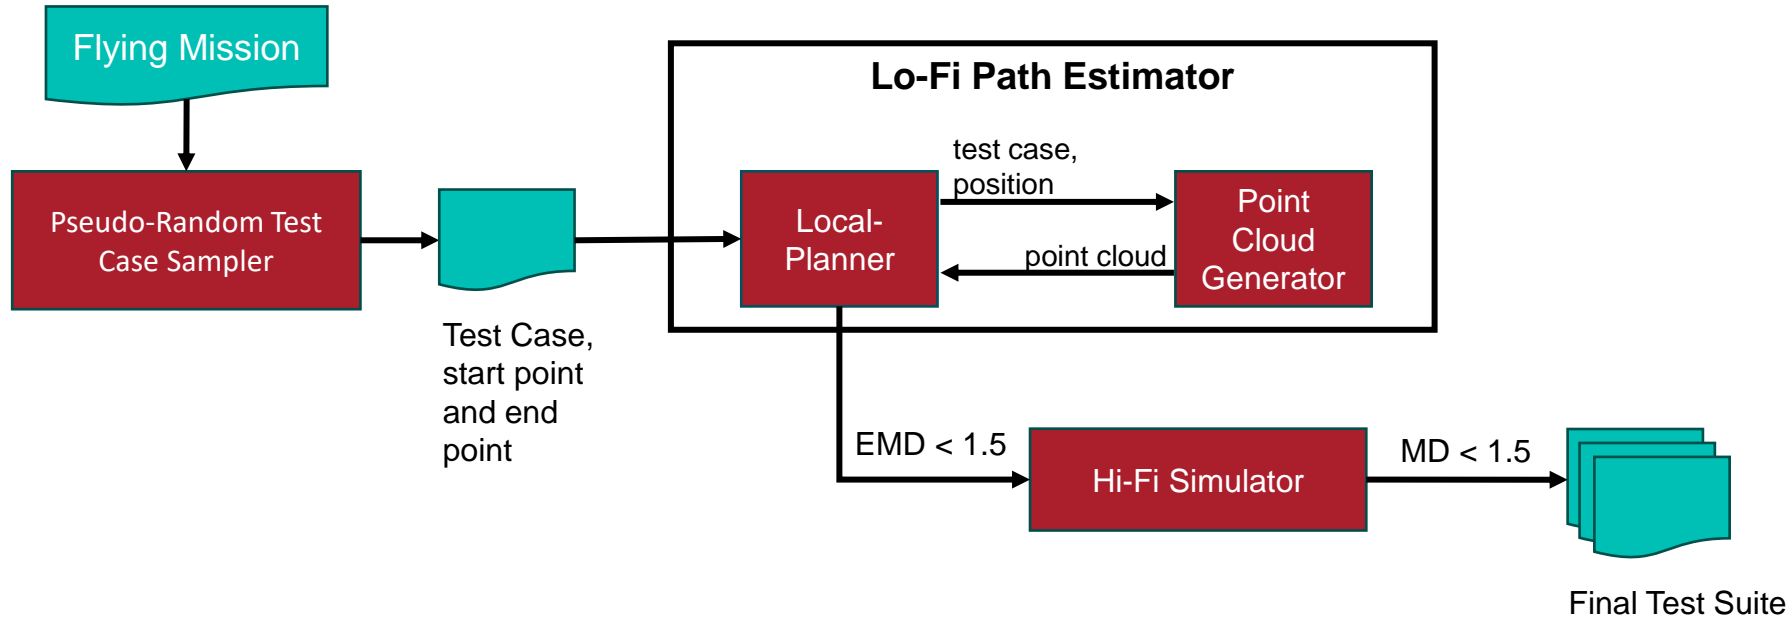 Flying Mission
Lo-Fi Path Estimator
test case,
position
Pseudo-Random Test
Case Sampler
Local-
Planner
Point
Cloud
Generator
point cloud
Test Case,
start point
and end
point
EMD < 1.5
Hi-Fi Simulator
MD < 1.5
Final Test Suite